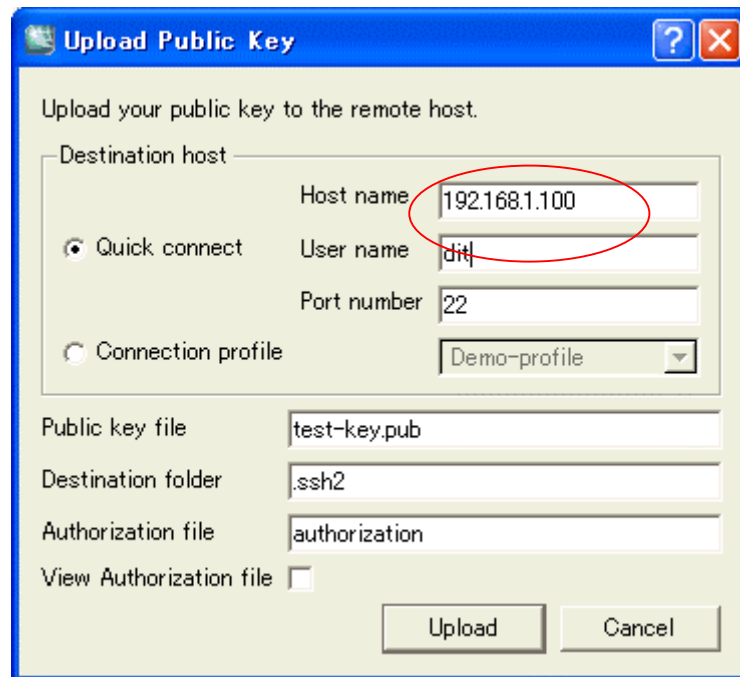 Upload Public Key
Upload your public key to the remote host.
Destination host
Host name 192.168.1.100
Quick connect User name dit
Port number 22
Connection profile Demo-profile
Public key file test-key.pub
Destination folder .ssh2
Authorization file authorization
View Authorization file
Upload Cancel